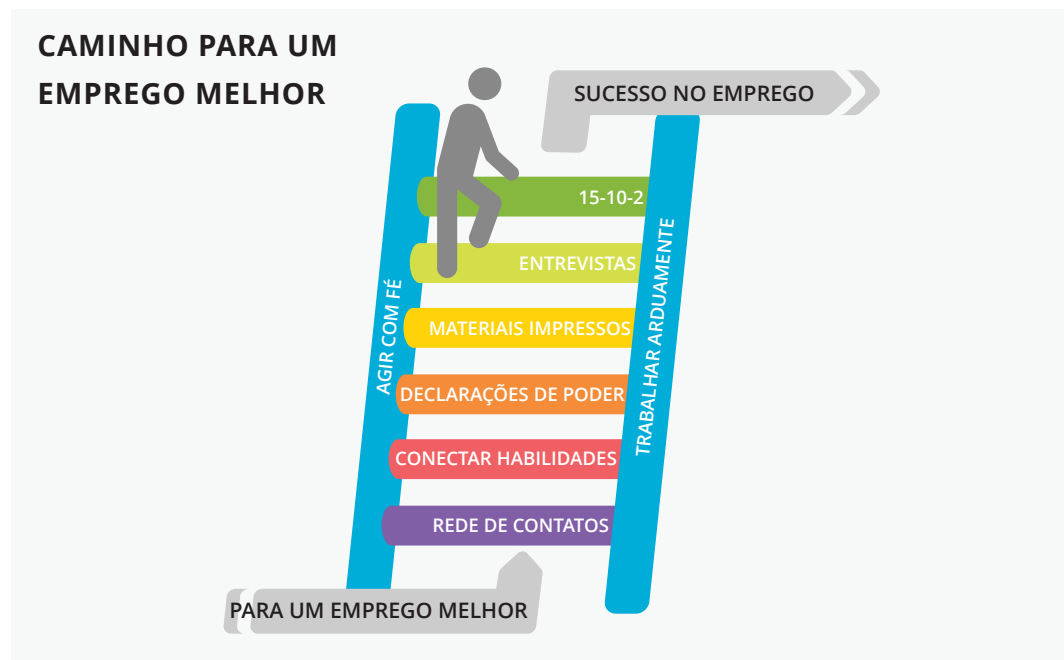 CAMINHO PARA UM
EMPREGO MELHOR
SUCESSO NO EMPREGO
15-10-2
ENTREVISTAS
MATERIAIS IMPRESSOS
DECLARAÇÕES DE PODER
CONECTAR HABILIDADES
REDE DE CONTATOS
AGIR COM FÉ
TRABALHAR ARDUAMENTE
PARA UM EMPREGO MELHOR